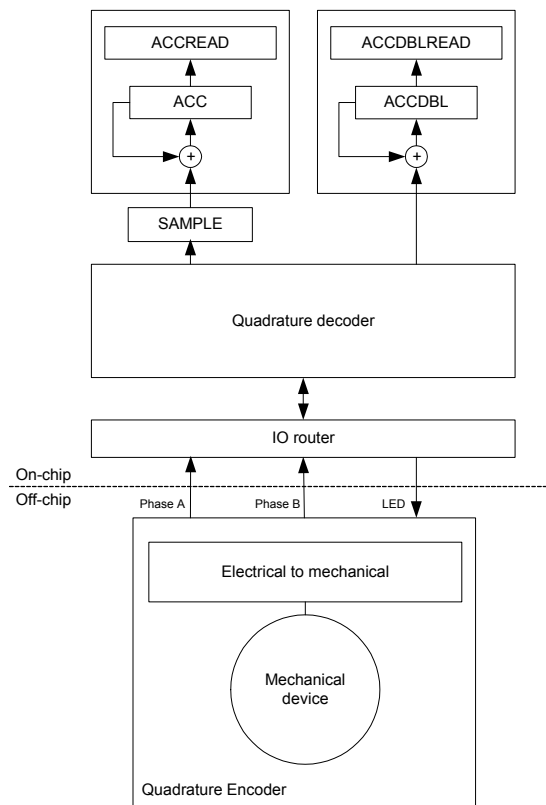 ACCREAD
ACCDBLREAD
ACC
ACCDBL
+
+
SAMPLE
Quadrature decoder
IO router
On-chip
Off-chip
Phase A
Phase B
LED
Electrical to mechanical
Mechanical
device
Quadrature Encoder